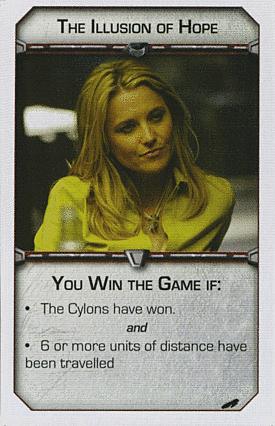 The Illusion of Hope
You Win the Game if:
• The Cylons have won.
and
• 6 or more units of distance have
been travelled